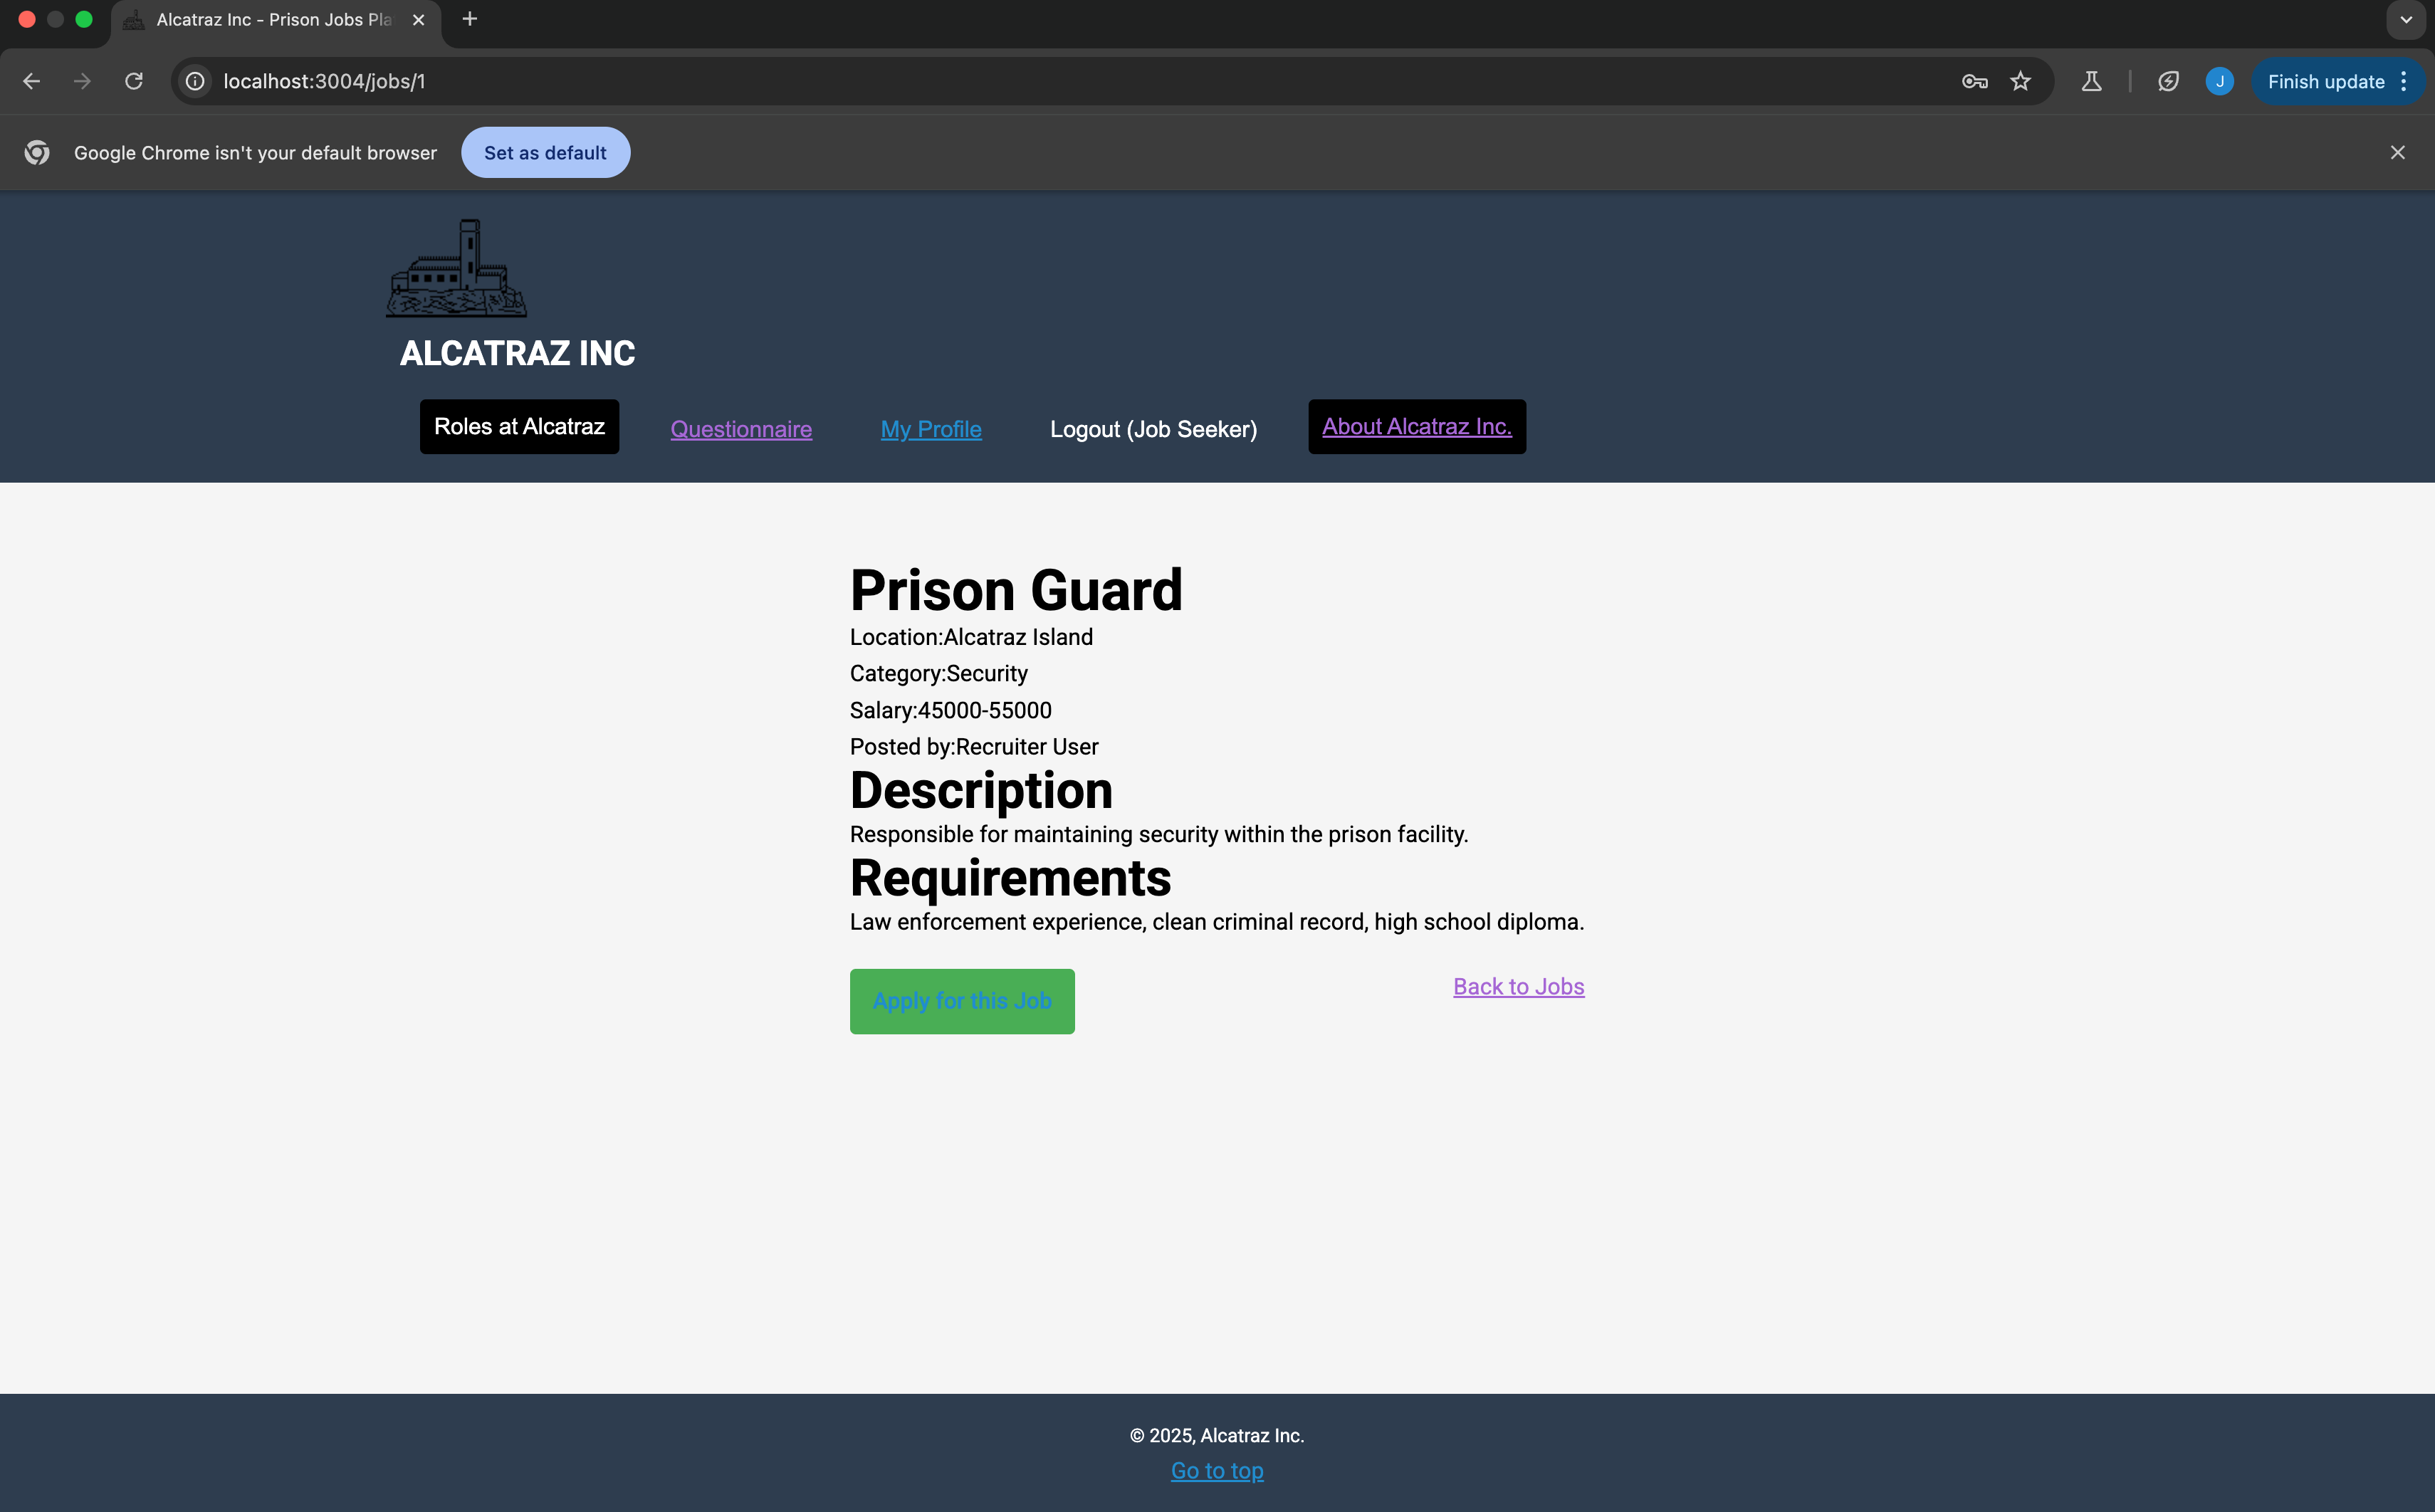 Alcatraz Inc - Prison Jobs Pla
localhost:3004/jobs/1
J
Finish update
Google Chrome isn't your default browser
Set as default
ALCATRAZ INC
Roles at Alcatraz
Questionnaire
My Profile
Logout (Job Seeker)
About Alcatraz Inc.
Prison Guard
Location:Alcatraz Island
Category:Security
Salary:45000-55000
Posted by:Recruiter User
Description
Responsible for maintaining security within the prison facility.
Requirements
Law enforcement experience, clean criminal record, high school diploma.
Apply for this Job
Back to Jobs
© 2025, Alcatraz Inc.
Go to top